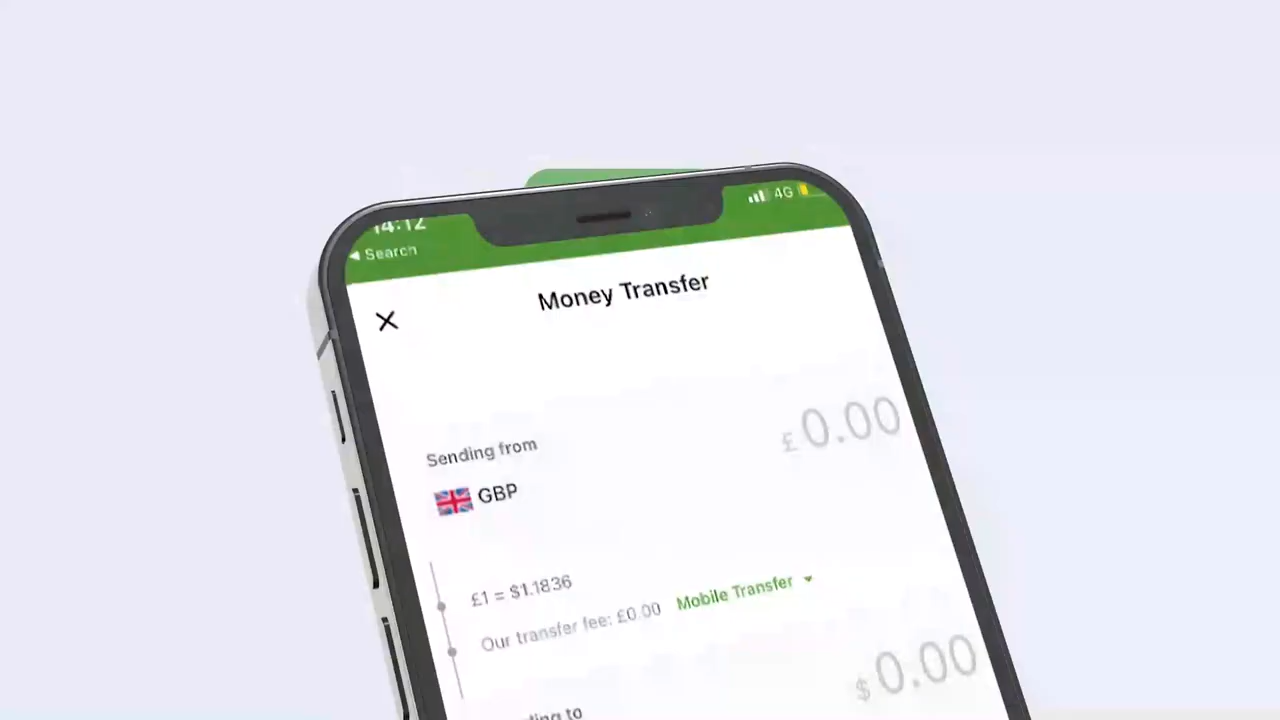 14:12
4G
Search
Money Transfer
£ 0.00
Sending from
GBP
£1 = $1.1836
Our transfer fee: £0.00 Mobile Transfer
$ 0.00
to